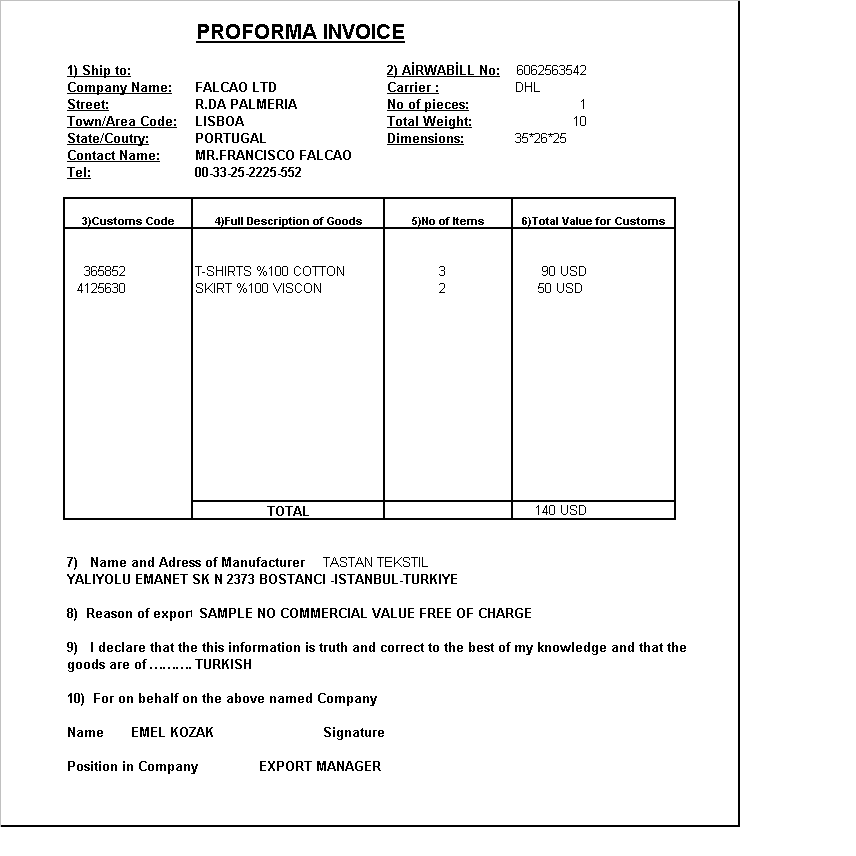 PROFORMA INVOICE
1) Ship to: 2) AİRWABİLL No: 6062563542
Company Name: FALCAO LTD Carrier : DHL
Street: R.DA PALMERIA No of pieces: 1
Town/Area Code: LISBOA Total Weight: 10
State/Coutry: PORTUGAL Dimensions: 35*26*25
Contact Name: MR.FRANCISCO FALCAO
Tel: 00-33-25-2225-552
3)Customs Code 4)Full Description of Goods 5)No of Items 6)Total Value for Customs
365852 T-SHIRTS %100 COTTON 3 90 USD
4125630 SKIRT %100 VISCON 2 50 USD
TOTAL 140 USD
7) Name and Adress of Manufacturer TASTAN TEKSTIL
YALIYOLU EMANET SK N 2373 BOSTANCI -ISTANBUL-TURKIYE
8) Reason of export SAMPLE NO COMMERCIAL VALUE FREE OF CHARGE
9) I declare that the this information is truth and correct to the best of my knowledge and that the
goods are of .......... TURKISH
10) For on behalf on the above named Company
Name EMEL KOZAK Signature
Position in Company EXPORT MANAGER